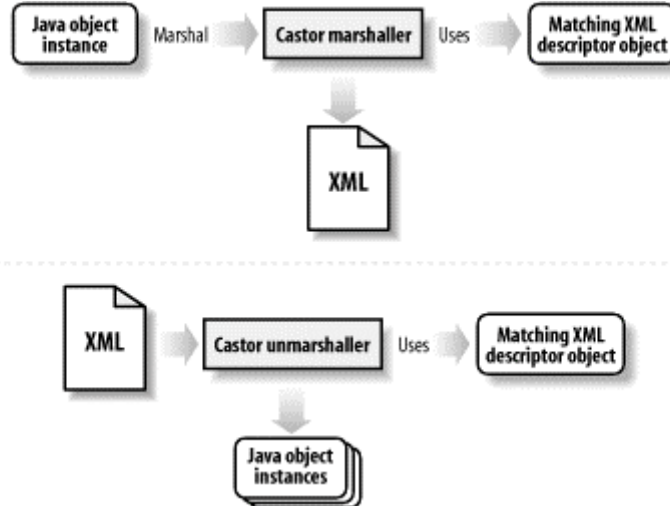 Java object
instance
Marshal
Castor marshaller
Uses
Matching XML
descriptor object
XML
XML
Castor unmarshaller
Uses
Matching XML
descriptor object
Java object
instances